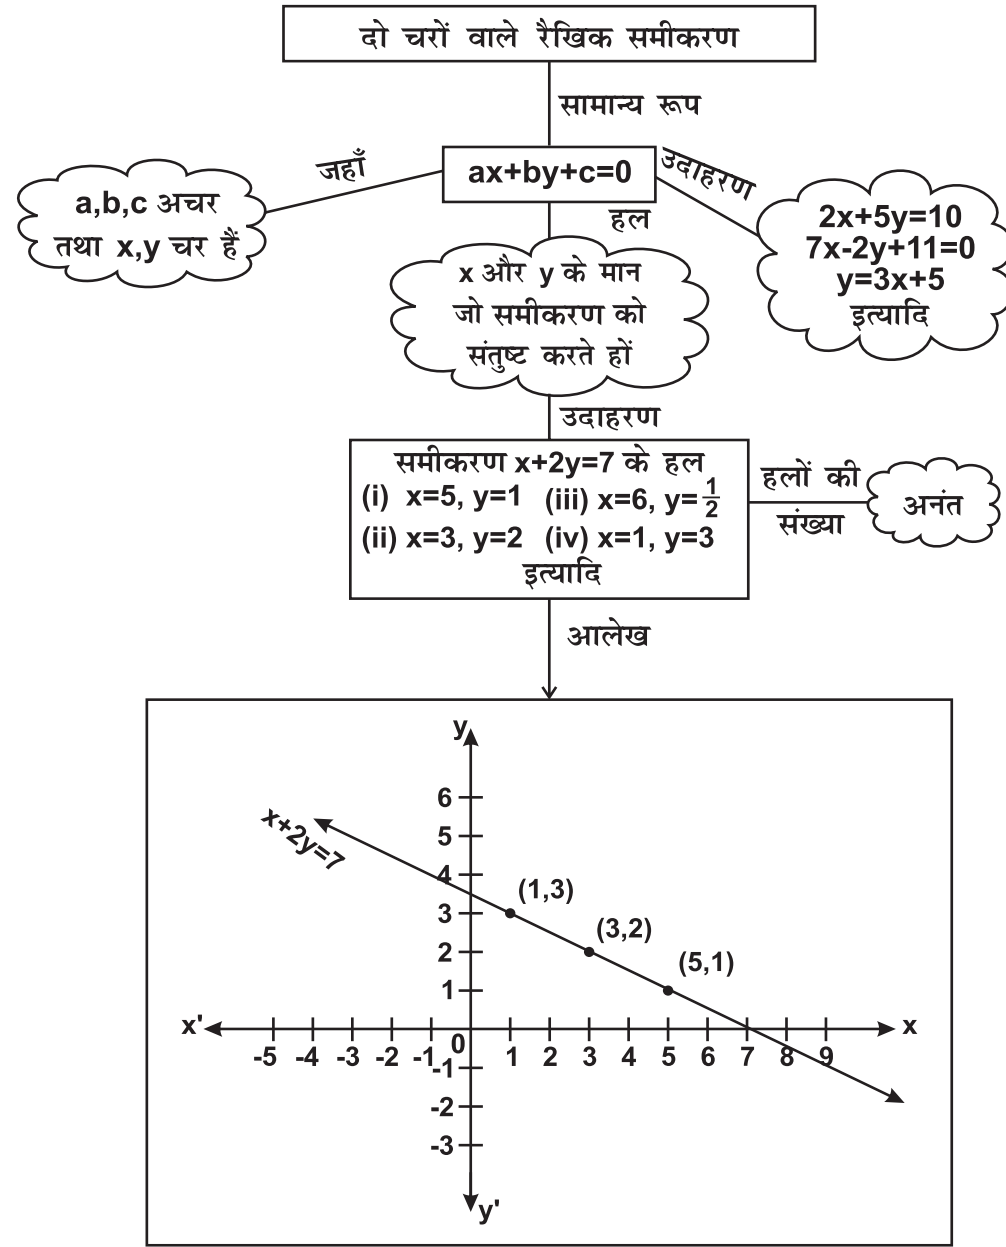 दो चरों वाले रैखिक समीकरण
सामान्य रूप
जहाँ
ax+by+c=0
उदाहरण
a,b,c अचर
तथा x,y चर हैं
हल
2x+5y=10
7x-2y+11=0
y=3x+5
इत्यादि
x और y के मान
जो समीकरण को
संतुष्ट करते हों
उदाहरण
समीकरण x+2y=7 के हल
(i) x=5, y=1 (iii) x=6, y=1/2
(ii) x=3, y=2 (iv) x=1, y=3
इत्यादि
हलों की
संख्या
अनंत
आलेख
y
6
5
4
3
2
1
x+2y=7
(1,3)
(3,2)
(5,1)
x'
x
-5 -4 -3 -2 -1 0 1 2 3 4 5 6 7 8 9
-1
-2
-3
y'